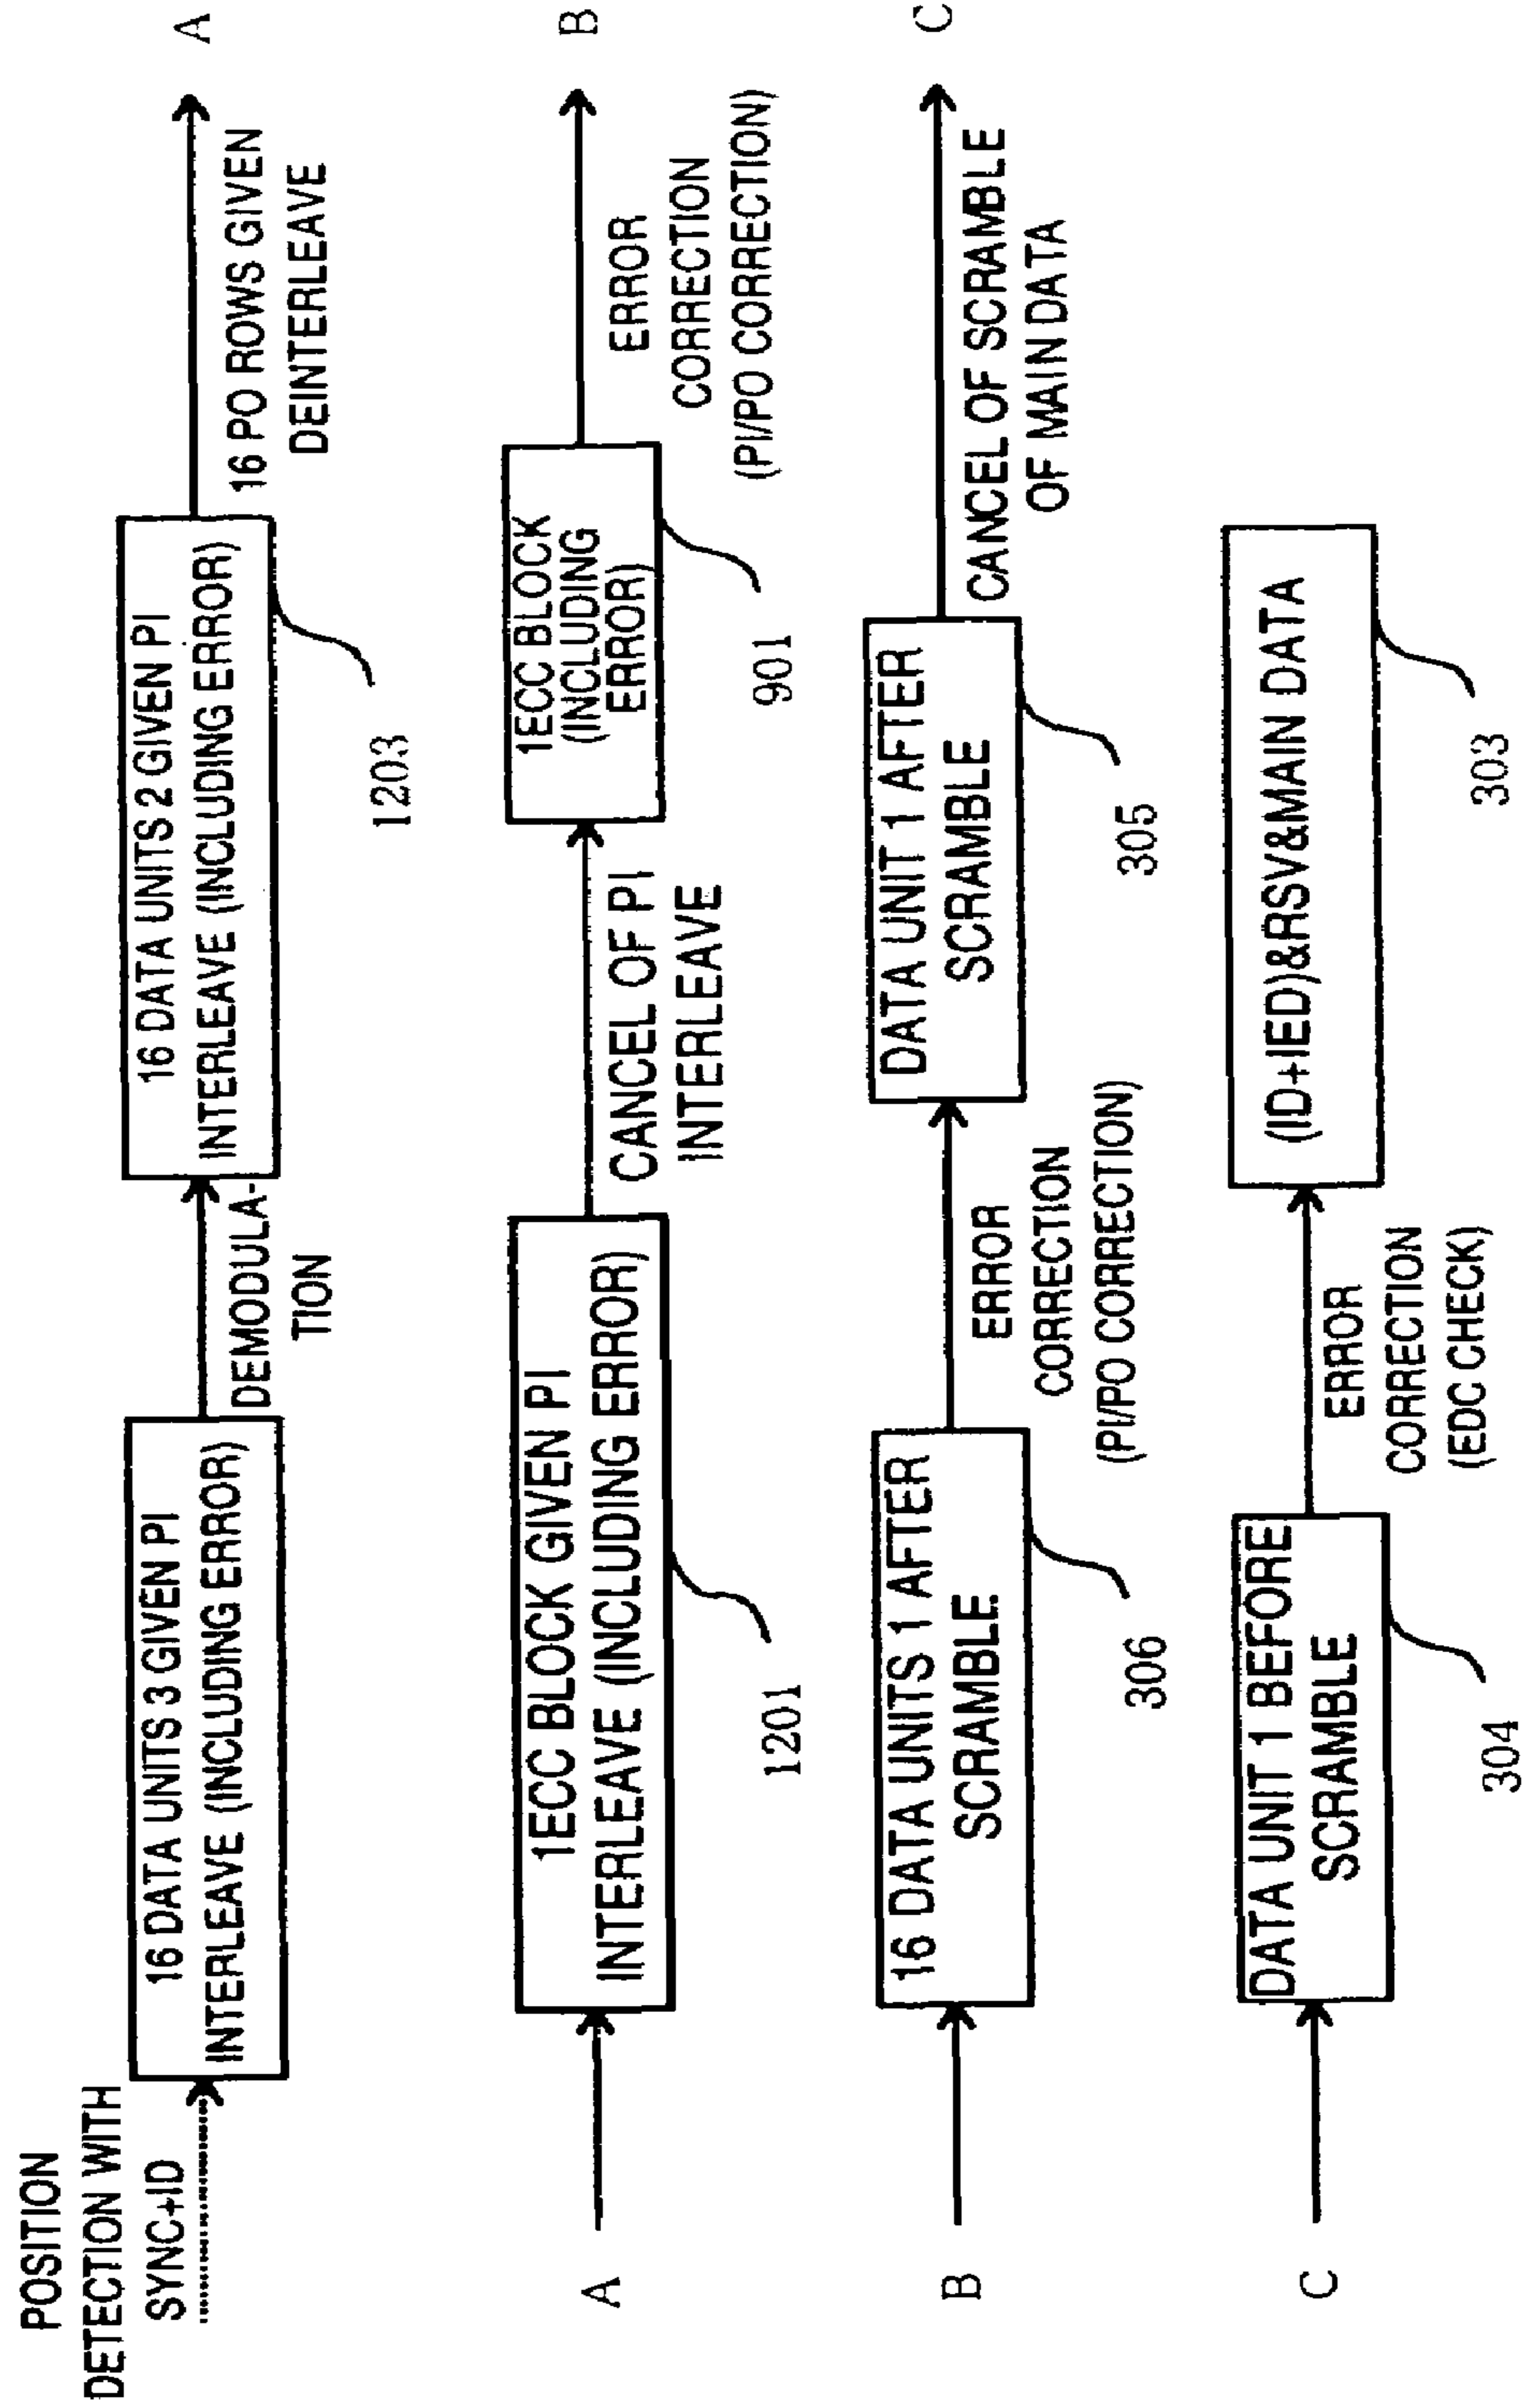 POSITION
DETECTION WITH
SYNC+ID
16 DATA UNITS 3 GIVEN PI
INTERLEAVE (INCLUDING ERROR)
DEMODULA-
TION
16 DATA UNITS 2 GIVEN PI
INTERLEAVE (INCLUDING ERROR)
1203
16 PO ROWS GIVEN
DEINTERLEAVE
A
A
1ECC BLOCK GIVEN PI
INTERLEAVE (INCLUDING ERROR)
1201
CANCEL OF PI
INTERLEAVE
1ECC BLOCK
(INCLUDING
ERROR)
901
ERROR
CORRECTION
(PI/PO CORRECTION)
B
B
16 DATA UNITS 1 AFTER
SCRAMBLE
306
ERROR
CORRECTION
(PI/PO CORRECTION)
DATA UNIT 1 AFTER
SCRAMBLE
305
CANCEL OF SCRAMBLE
OF MAIN DATA
C
C
DATA UNIT 1 BEFORE
SCRAMBLE
304
ERROR
CORRECTION
(EDC CHECK)
(ID+IED)&RSV&MAIN DATA
303